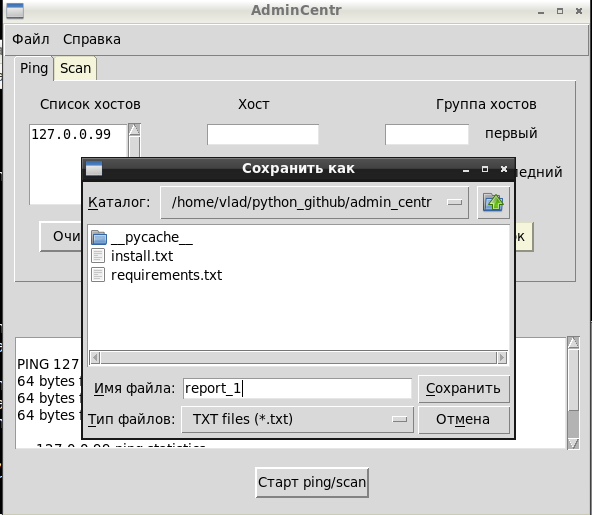 AdminCentr
Файл Справка
Ping Scan
Список хостов Хост Группа хостов
127.0.0.99 первый
Сохранить как
Каталог: /home/vlad/python_github/admin_centr
__pycache__
install.txt
requirements.txt
Имя файла: report_1 Сохранить
Тип файлов: TXT files (*.txt) Отмена
PING 127
64 bytes
64 bytes
64 bytes
Старт ping/scan